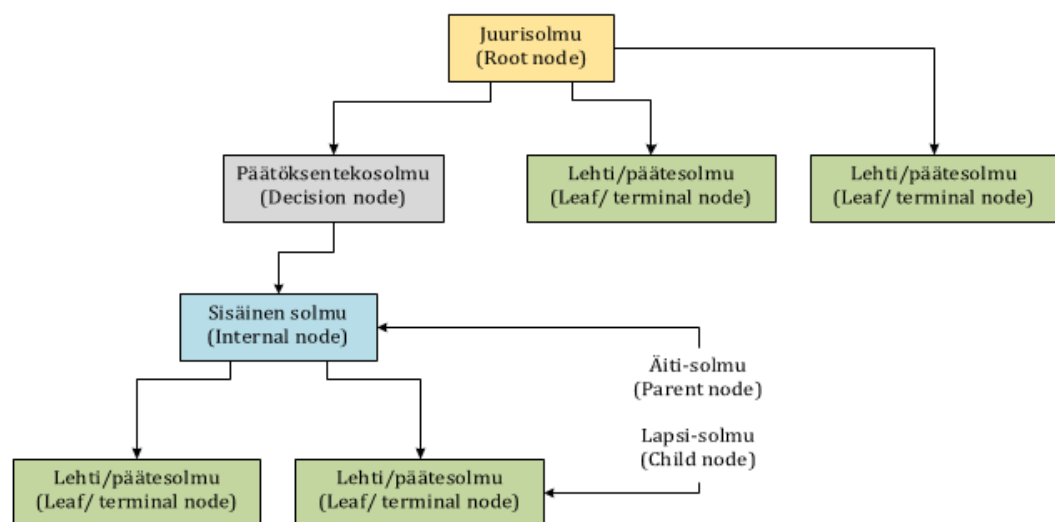 Juurisolmu
(Root node)
Päätöksentekosolmu
(Decision node)
Lehti/päätesolmu
(Leaf/ terminal node)
Lehti/päätesolmu
(Leaf/ terminal node)
Sisäinen solmu
(Internal node)
Äiti-solmu
(Parent node)
Lapsi-solmu
(Child node)
Lehti/päätesolmu
(Leaf/ terminal node)
Lehti/päätesolmu
(Leaf/ terminal node)